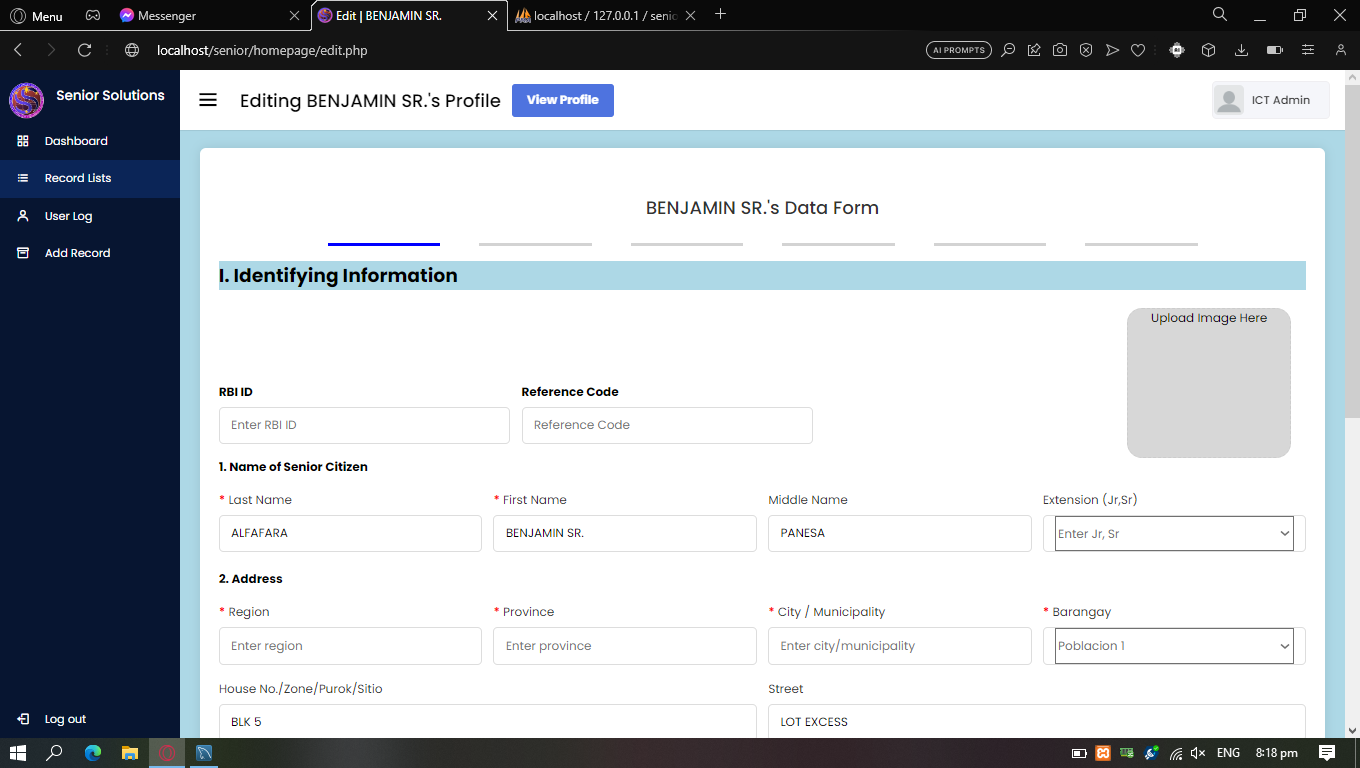 Menu
Messenger
Edit | BENJAMIN SR.
localhost / 127.0.0.1 / senio
localhost/senior/homepage/edit.php
AI PROMPTS
Senior Solutions
Dashboard
Record Lists
User Log
Add Record
Log out
Editing BENJAMIN SR.'s Profile
View Profile
ICT Admin
BENJAMIN SR.'s Data Form
I. Identifying Information
Upload Image Here
RBI ID
Reference Code
Enter RBI ID
Reference Code
1. Name of Senior Citizen
* Last Name
* First Name
Middle Name
Extension (Jr,Sr)
ALFAFARA
BENJAMIN SR.
PANESA
Enter Jr, Sr
2. Address
* Region
* Province
* City / Municipality
* Barangay
Enter region
Enter province
Enter city/municipality
Poblacion 1
House No./Zone/Purok/Sitio
Street
BLK 5
LOT EXCESS
ENG
8:18 pm